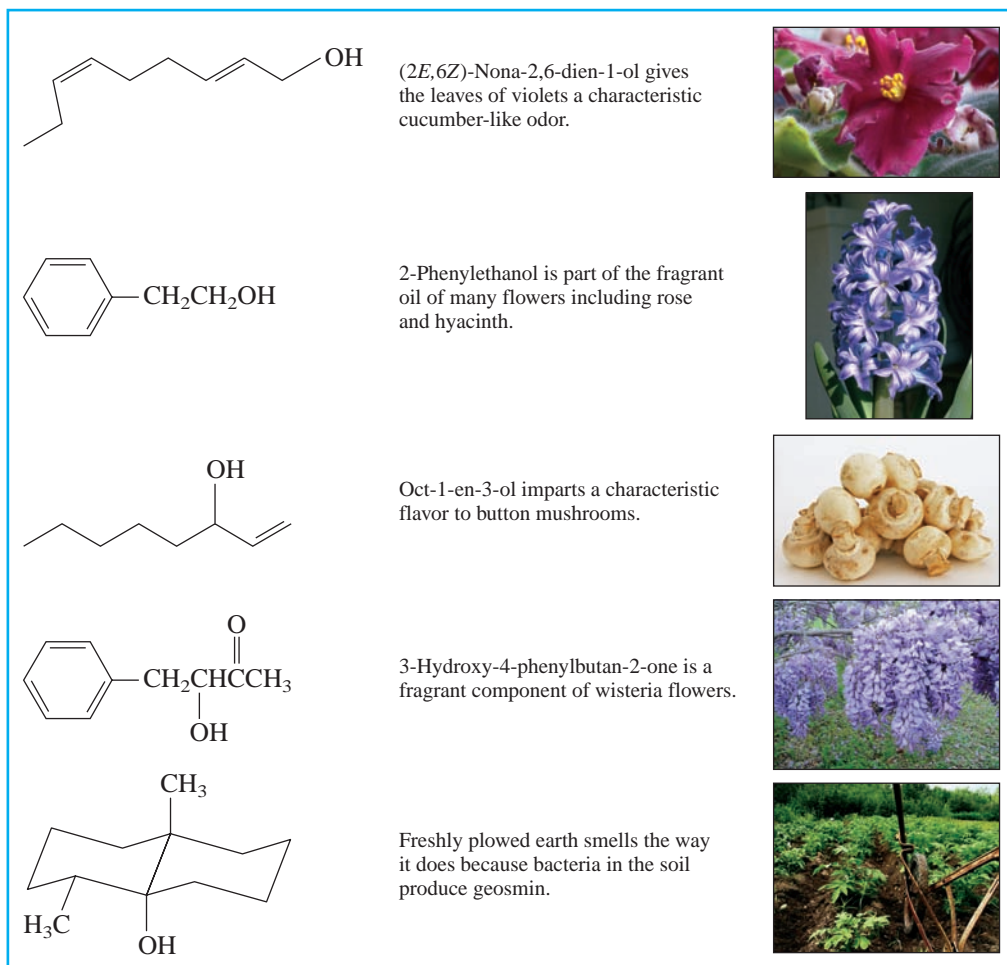 OH
(2E,6Z)-Nona-2,6-dien-1-ol gives
the leaves of violets a characteristic
cucumber-like odor.
CH₂CH₂OH
2-Phenylethanol is part of the fragrant
oil of many flowers including rose
and hyacinth.
OH
Oct-1-en-3-ol imparts a characteristic
flavor to button mushrooms.
O
CH₂CHCCH₃
OH
3-Hydroxy-4-phenylbutan-2-one is a
fragrant component of wisteria flowers.
CH₃
H₃C
OH
Freshly plowed earth smells the way
it does because bacteria in the soil
produce geosmin.